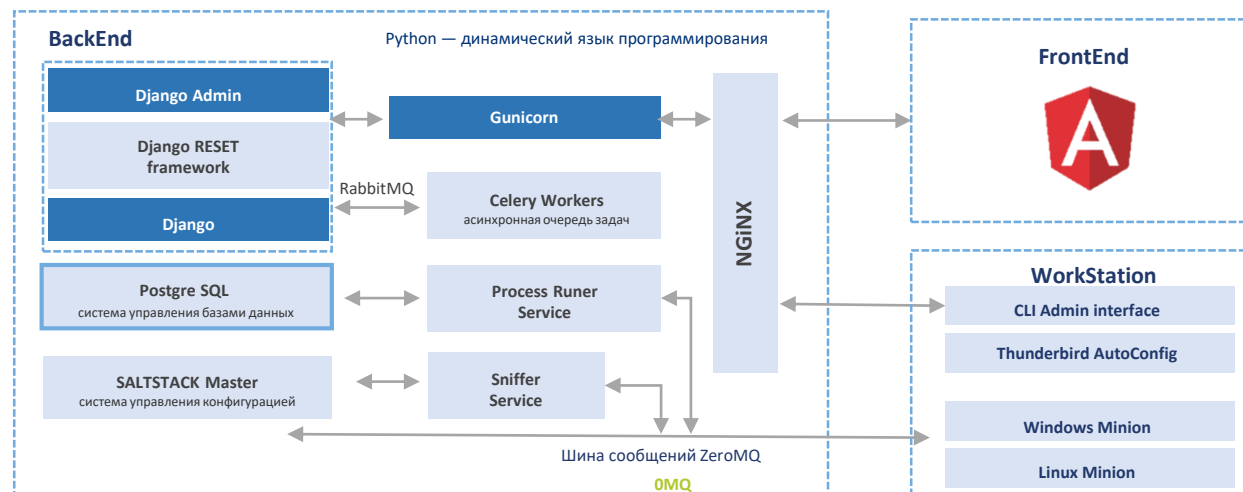 BackEnd
Python — динамический язык программирования
Django Admin
Django RESET
framework
Django
Gunicorn
RabbitMQ
Celery Workers
асинхронная очередь задач
NGiNX
Postgre SQL
система управления базами данных
Process Runer
Service
SALTSTACK Master
система управления конфигурацией
Sniffer
Service
Шина сообщений ZeroMQ
0MQ
FrontEnd
A
WorkStation
CLI Admin interface
Thunderbird AutoConfig
Windows Minion
Linux Minion